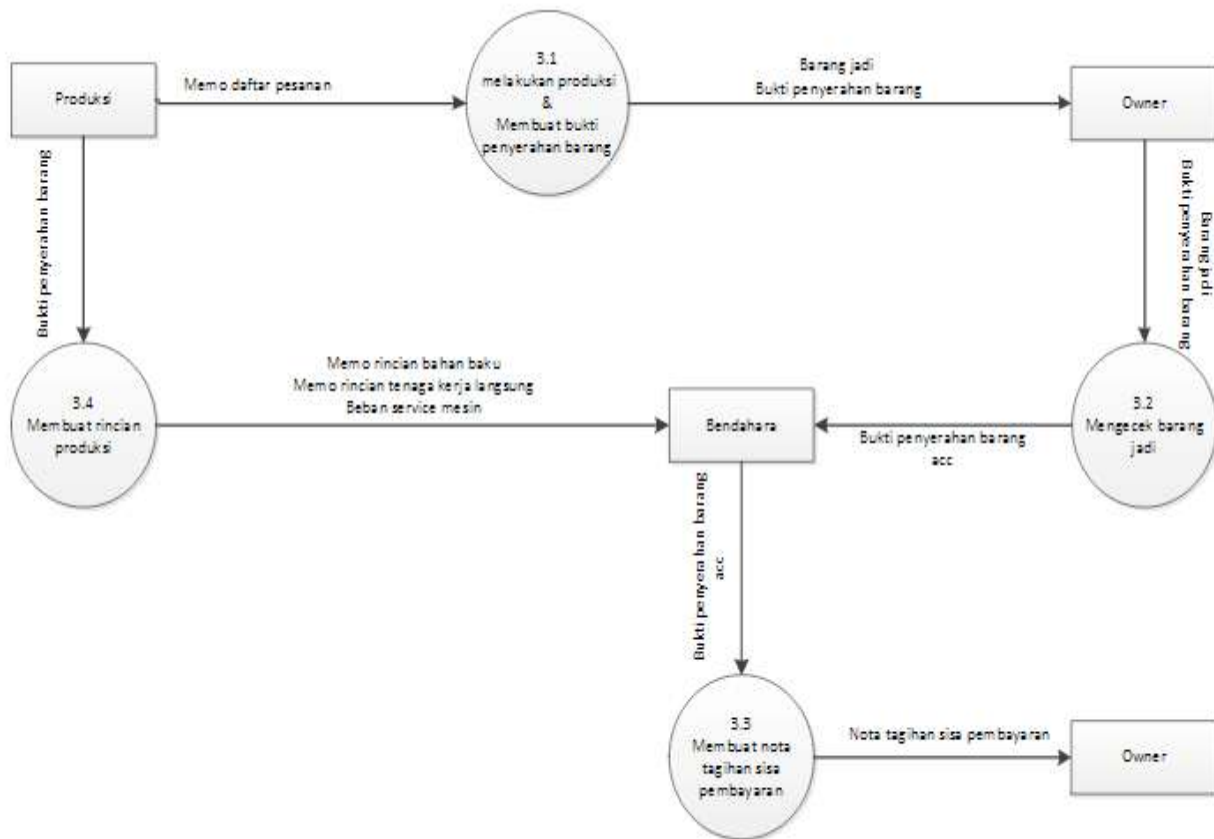 Produksi
Memo daftar pesanan
3.1
melakukan produksi
&
Membuat bukti
penyerahan barang
Barang jadi
Bukti penyerahan barang
Owner
Bukti penyerahan barang
Barang jadi
Bukti penyerahan barang
3.4
Membuat rincian
produksi
Memo rincian bahan baku
Memo rincian tenaga kerja langsung
Beban service mesin
Bendahara
Bukti penyerahan barang
acc
3.2
Mengecek barang
jadi
Bukti penyerahan barang
acc
3.3
Membuat nota
tagihan sisa
pembayaran
Nota tagihan sisa pembayaran
Owner